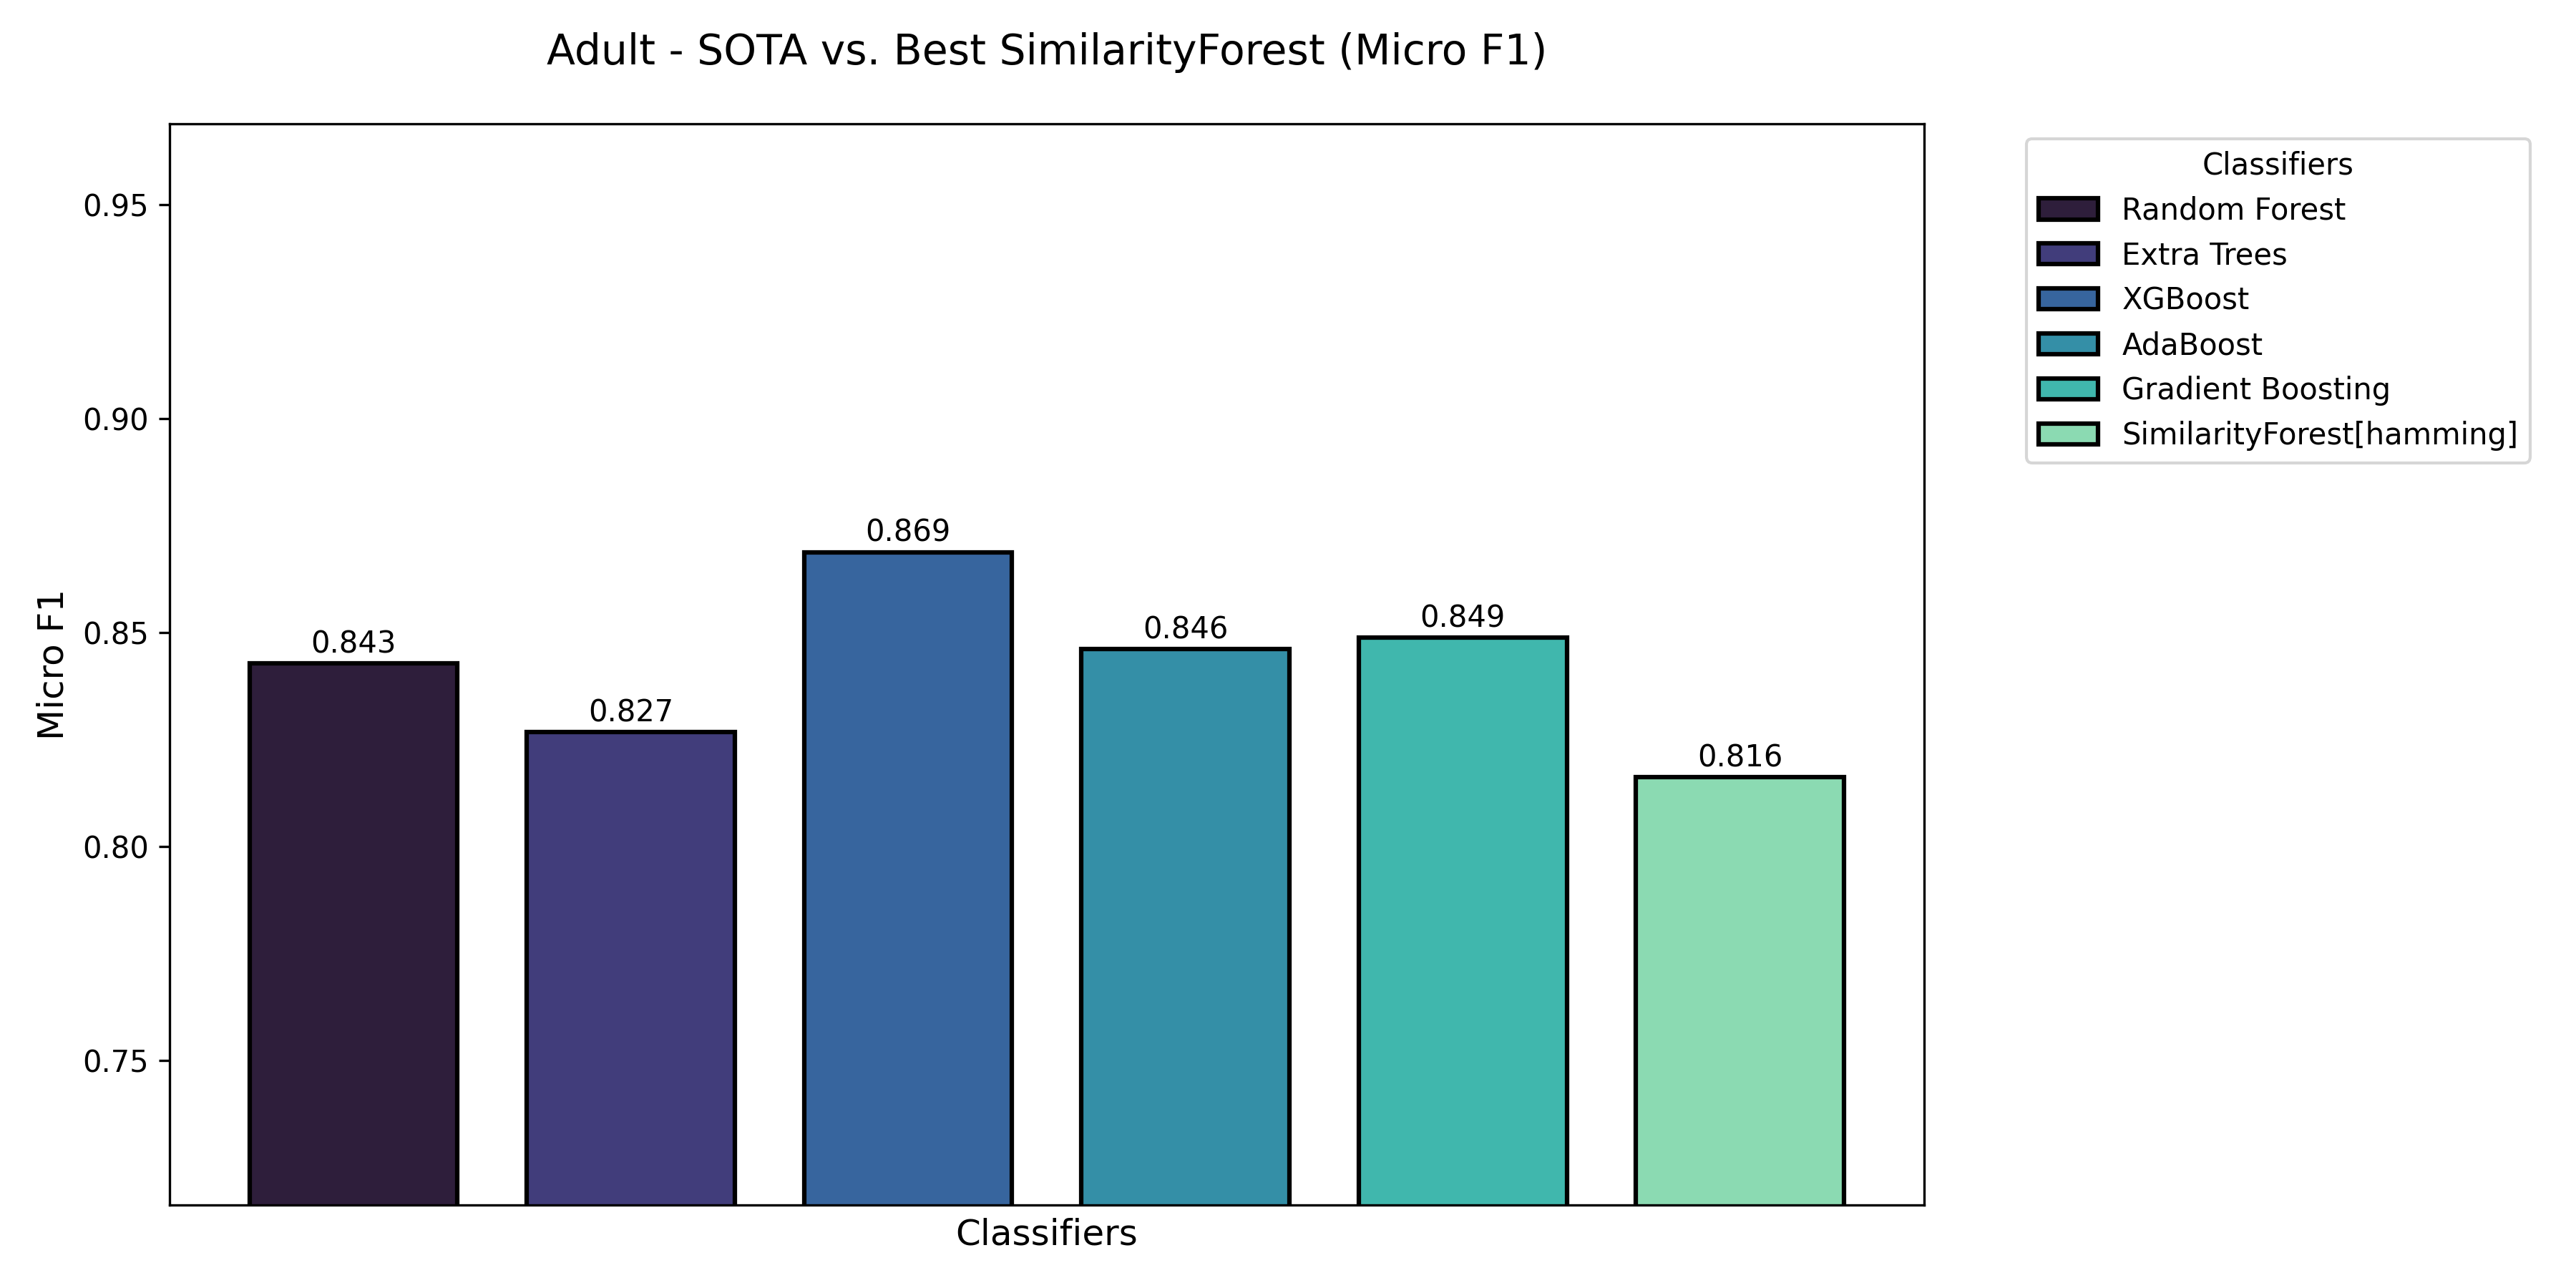 Adult - SOTA vs. Best SimilarityForest (Micro F1)
Micro F1
0.95
0.90
0.85
0.80
0.75
0.843
0.827
0.869
0.846
0.849
0.816
Classifiers
Classifiers
Random Forest
Extra Trees
XGBoost
AdaBoost
Gradient Boosting
SimilarityForest[hamming]